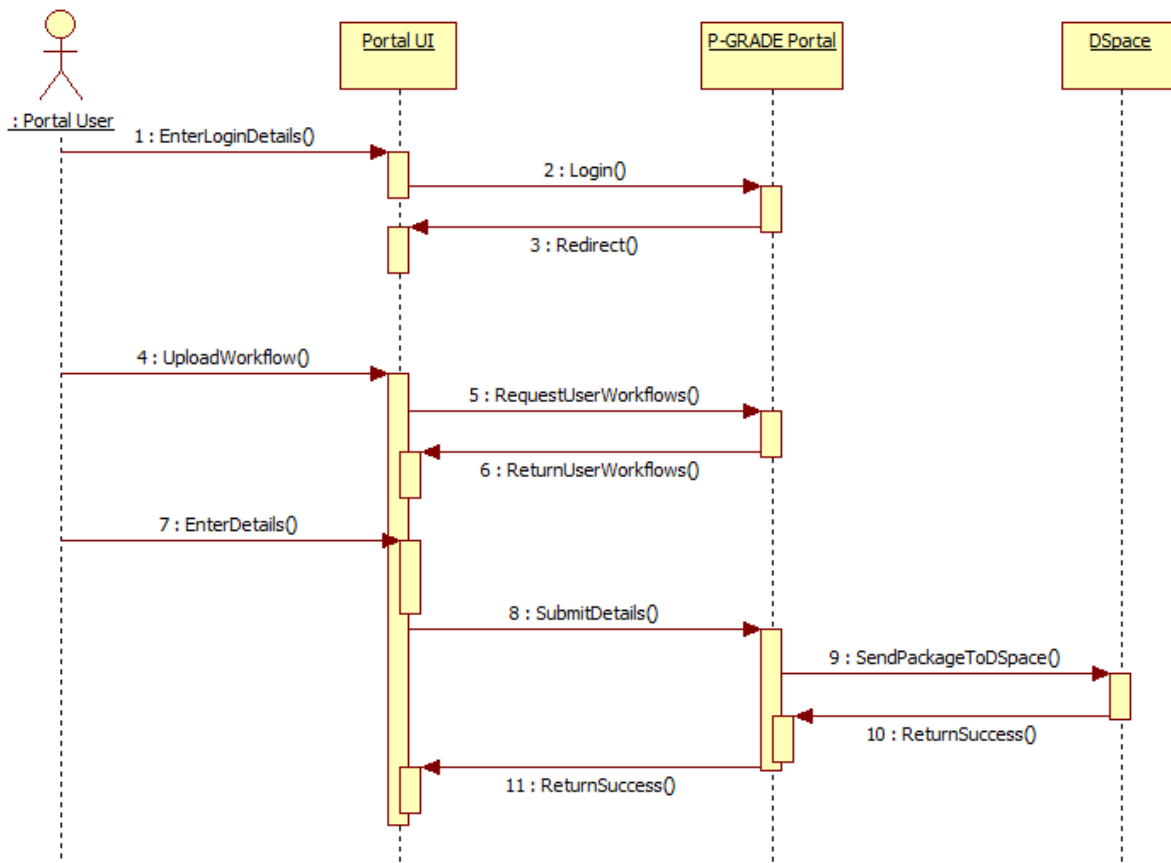 Portal UI
P-GRADE Portal
DSpace
: Portal User
1 : EnterLoginDetails()
2 : Login()
3 : Redirect()
4 : UploadWorkflow()
5 : RequestUserWorkflows()
6 : ReturnUserWorkflows()
7 : EnterDetails()
8 : SubmitDetails()
9 : SendPackageToDSpace()
10 : ReturnSuccess()
11 : ReturnSuccess()